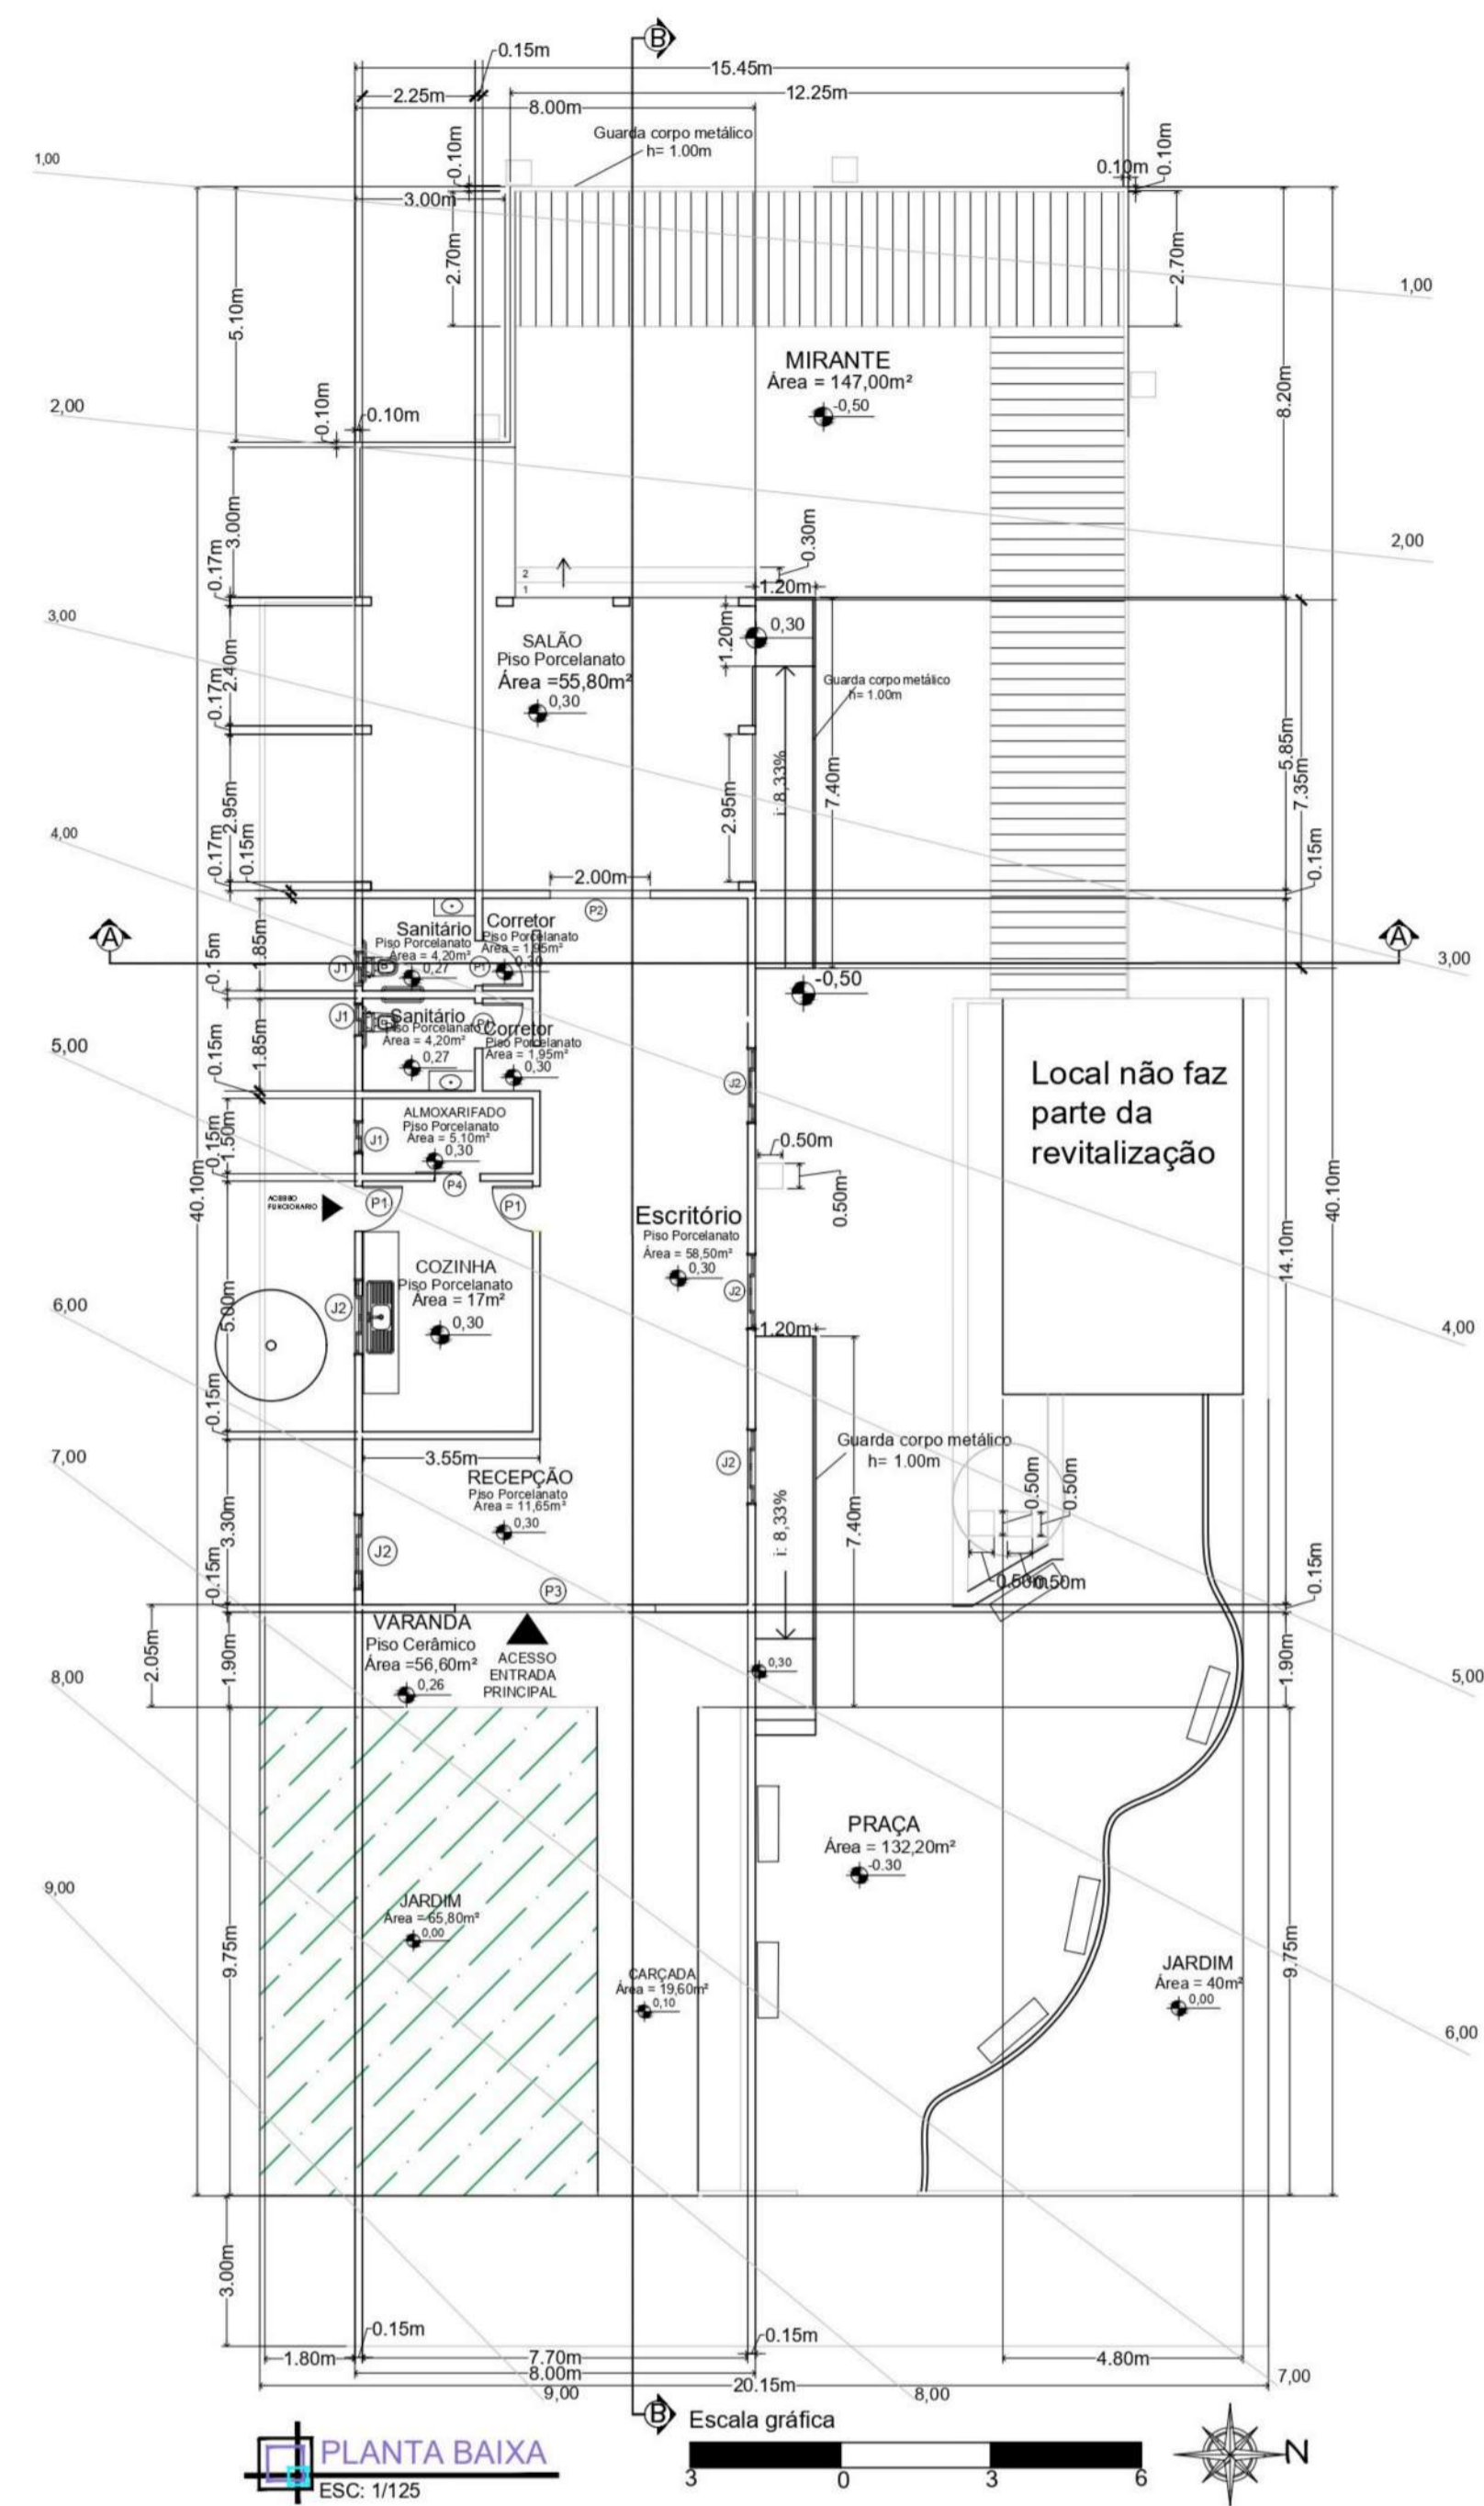 B
0.15m
15.45m
2.25m
12.25m
8.00m
Guarda corpo metálico
h= 1.00m
0.10m
0.10m
0.10m
1,00
3.00m
2.70m
2.70m
1,00
5.10m
MIRANTE
Área = 147,00m²
-0,50
8.20m
2,00
0.10m
0.10m
3.00m
0.30m
2,00
2
1
1.20m
0.17m
3,00
0,30
1.20m
SALÃO
Piso Porcelanato
Área =55,80m²
0,30
2.40m
0.17m
Guarda corpo metálico
h= 1.00m
5.85m
7.35m
i: 8,33%
7.40m
2.95m
2.95m
4,00
0.17m
0.15m
0.15m
2.00m
P2
Sanitário
Piso Porcelanato
Área = 4,20m²
0,27
Corretor
Piso Porcelanato
Área = 1,95m²
0,30
A
A
1.85m
0.15m
J1
P1
3,00
-0,50
J1
Sanitário
Piso Porcelanato
Área = 4,20m²
0,27
P1
Corretor
Piso Porcelanato
Área = 1,95m²
0,30
5,00
1.85m
0.15m
J2
Local não faz
parte da
revitalização
ALMOXARIFADO
Piso Porcelanato
Área = 5.10m²
0,30
J1
1.50m
0.15m
0.50m
0.50m
P4
40.10m
40.10m
ACESSO
FUNCIONARIO
P1
P1
Escritório
Piso Porcelanato
Área = 58,50m²
0,30
14.10m
COZINHA
Piso Porcelanato
Área = 17m²
0,30
J2
J2
5.00m
6,00
1.20m
4,00
0.15m
3.55m
7,00
RECEPÇÃO
Piso Porcelanato
Área = 11,65m²
0,30
J2
Guarda corpo metálico
h= 1.00m
0.50m
0.50m
i: 8,33%
7.40m
3.30m
J2
0.15m
P3
0.50m
0.50m
0.15m
VARANDA
Piso Cerâmico
Área =56,60m²
0,26
ACESSO
ENTRADA
PRINCIPAL
0,30
2.05m
1.90m
1.90m
8,00
5,00
PRAÇA
Área = 132,20m²
-0.30
9,00
JARDIM
Área = 65,80m²
0,00
9.75m
9.75m
CARÇADA
Área = 19,60m²
0,10
JARDIM
Área = 40m²
0,00
6,00
3.00m
0.15m
0.15m
1.80m
7.70m
4.80m
8.00m
20.15m
7,00
9,00
8,00
B
Escala gráfica
PLANTA BAIXA
ESC: 1/125
3
0
3
6
N